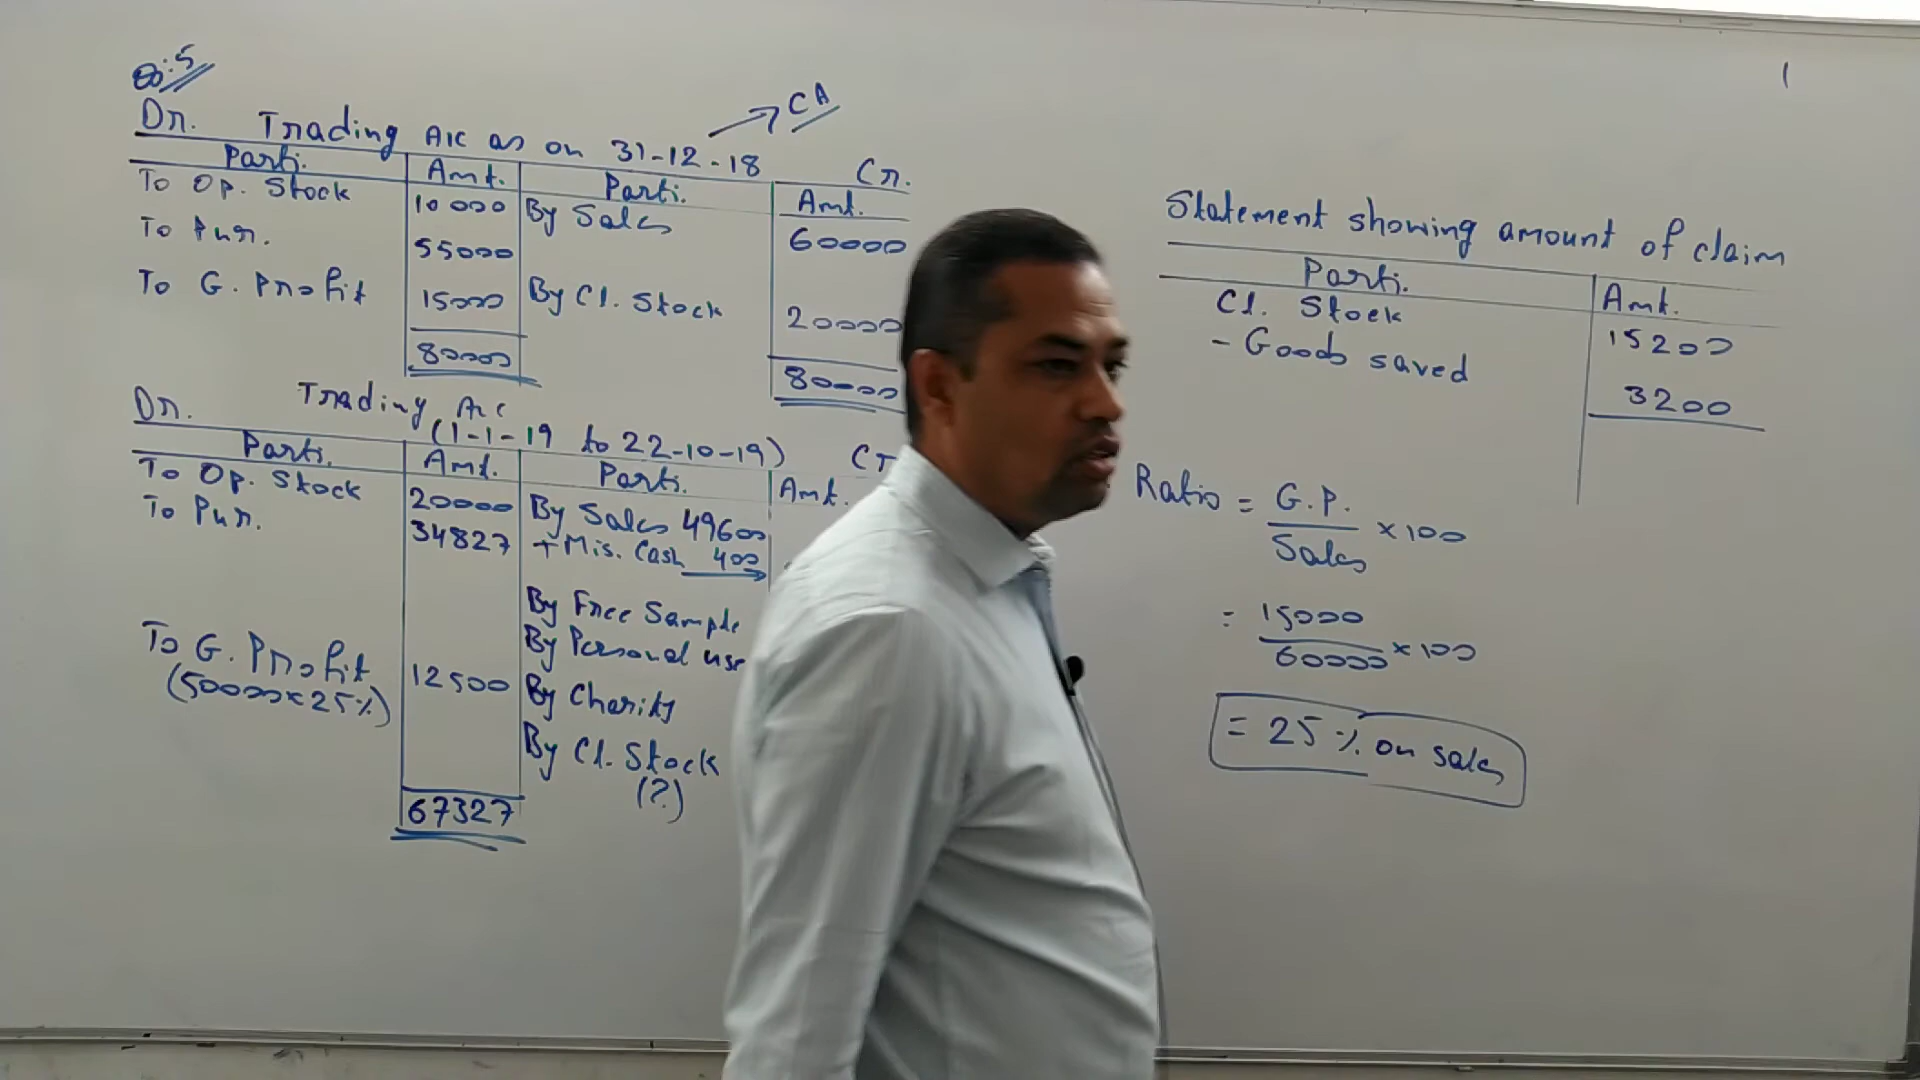 Q:5
Dr. Trading A/C as on 31-12-18 → CA Cr.
Parti. Amt. Parti. Amt.
To Op. Stock 10000 By Sales 60000
To Pur. 55000
To G. Profit 15000 By Cl. Stock 20000
80000 80000
Dr. Trading A/C
(1-1-19 to 22-10-19) Cr
Parti. Amt. Parti. Amt.
To Op. Stock 20000 By Sales 49600
To Pur. 34827 + Mis. Cash 400
By Free Sample
By Personal use
To G. Profit 12500 By Charity
(50000×25%)
By Cl. Stock
(?)
67327
Statement showing amount of claim
Parti. Amt.
Cl. Stock 15200
- Goods saved 3200
Ratio = G.P. / Sales ×100
= 15000 / 60000 ×100
= 25% on sales